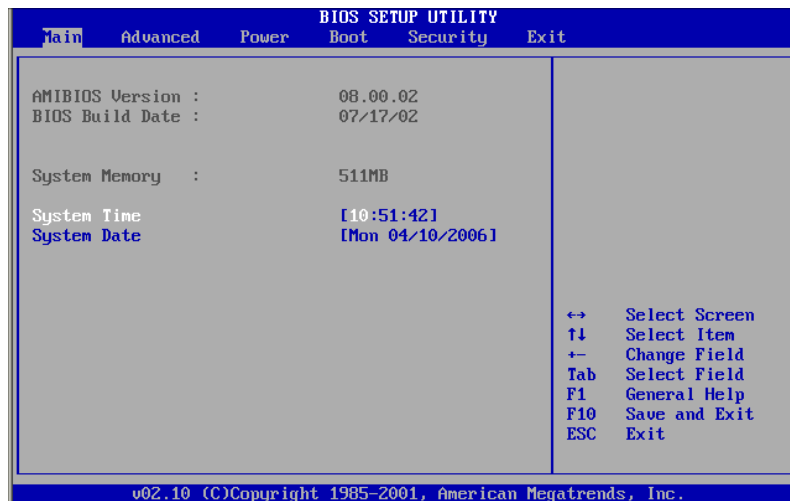 BIOS SETUP UTILITY
Main Advanced Power Boot Security Exit
AMIBIOS Version : 08.00.02
BIOS Build Date : 07/17/02
System Memory : 511MB
System Time [10:51:42]
System Date [Mon 04/10/2006]
↔ Select Screen
↑↓ Select Item
+- Change Field
Tab Select Field
F1 General Help
F10 Save and Exit
ESC Exit
v02.10 (C)Copyright 1985-2001, American Megatrends, Inc.